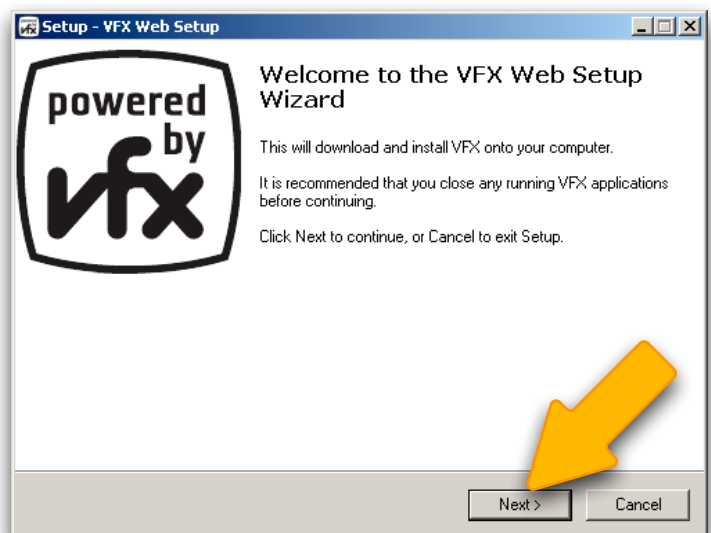 Setup - VFX Web Setup
powered
by
vfx
Welcome to the VFX Web Setup
Wizard
This will download and install VFX onto your computer.
It is recommended that you close any running VFX applications
before continuing.
Click Next to continue, or Cancel to exit Setup.
Next >
Cancel